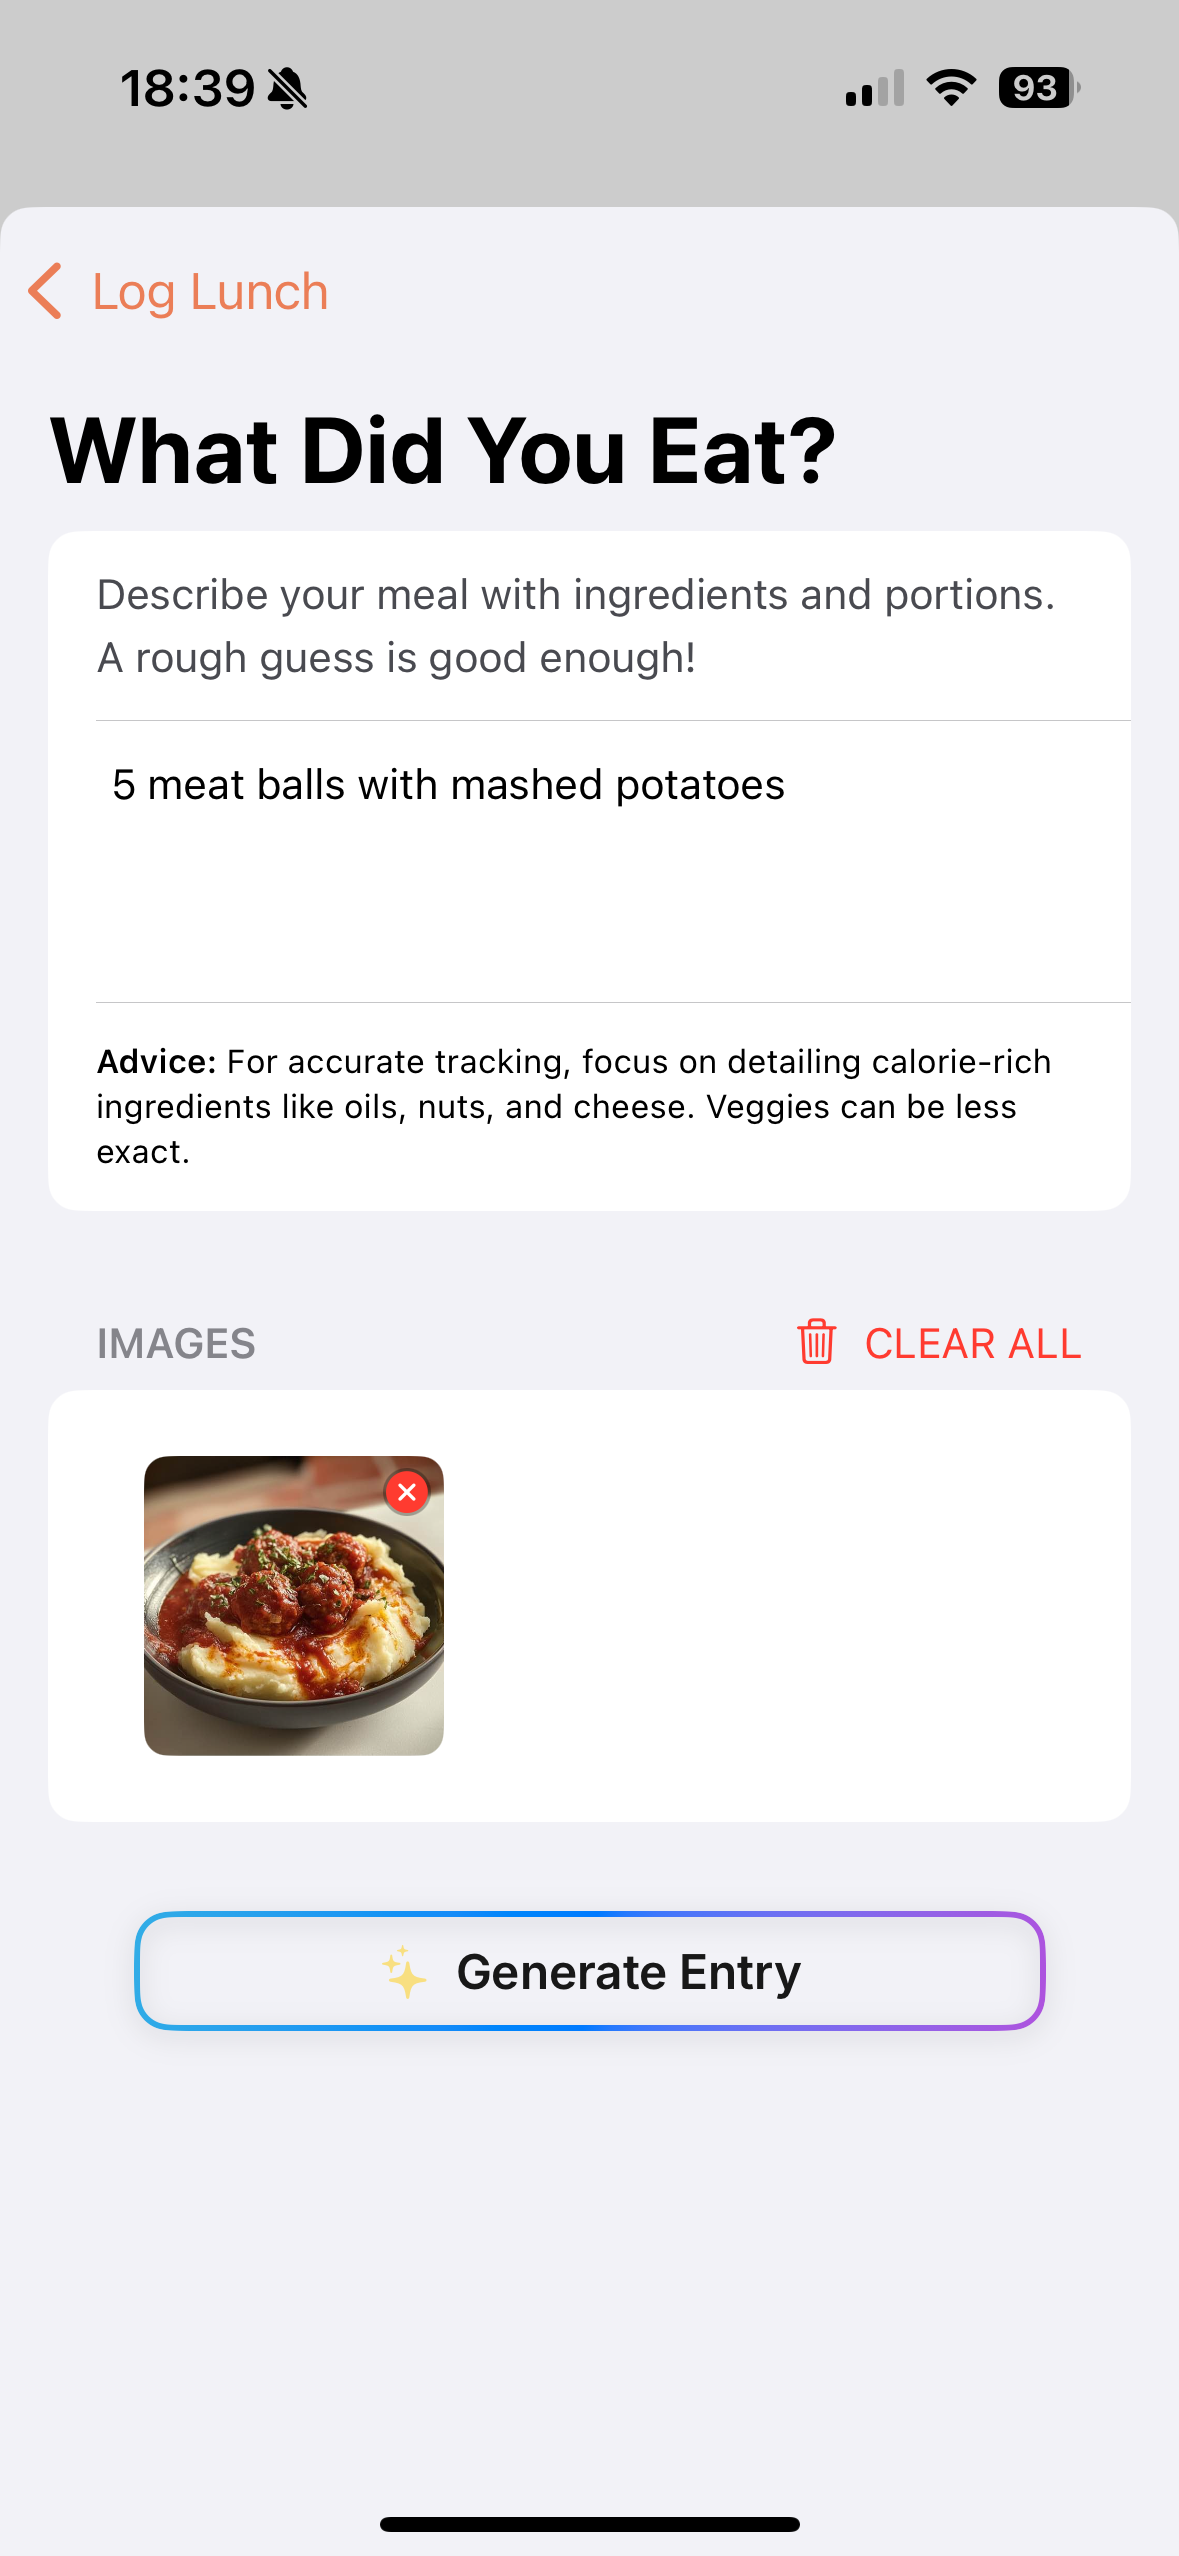 18:39
93
Log Lunch
What Did You Eat?
Describe your meal with ingredients and portions.
A rough guess is good enough!
5 meat balls with mashed potatoes
Advice: For accurate tracking, focus on detailing calorie-rich
ingredients like oils, nuts, and cheese. Veggies can be less
exact.
IMAGES
CLEAR ALL
Generate Entry